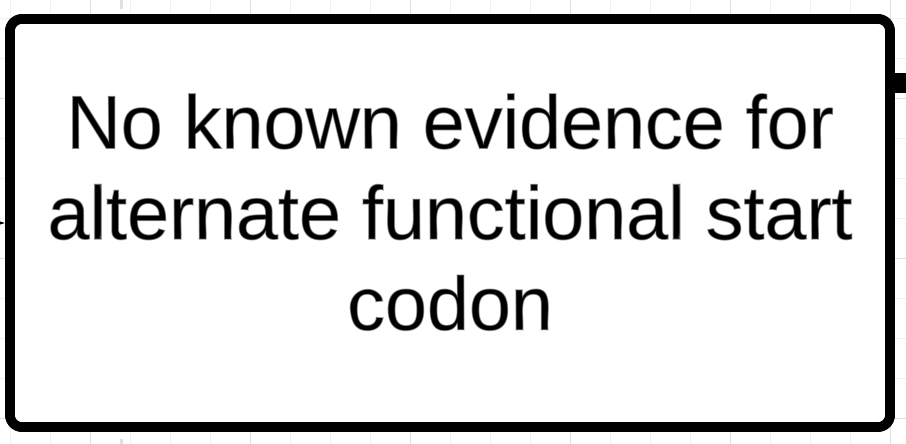 No known evidence for
alternate functional start
codon